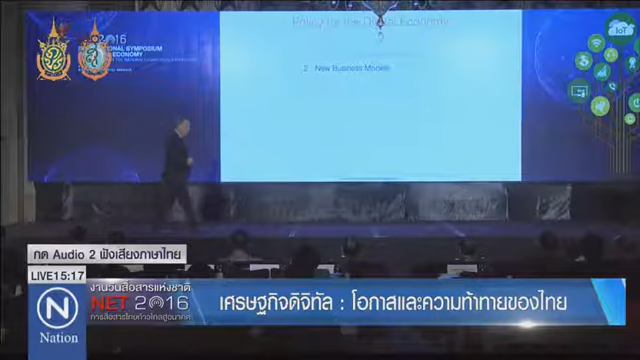 Policy for the Digital Economy
2016
SYMPOSIUM
ECONOMY
2 New Business Models
IoT
กด Audio 2 ฟังเสียงภาษาไทย
LIVE 15:17
งานวันสื่อสารแห่งชาติ
NET 2016
การสื่อสารไทยก้าวไกลสู่อนาคต
เศรษฐกิจดิจิทัล : โอกาสและความท้าทายของไทย
N
Nation